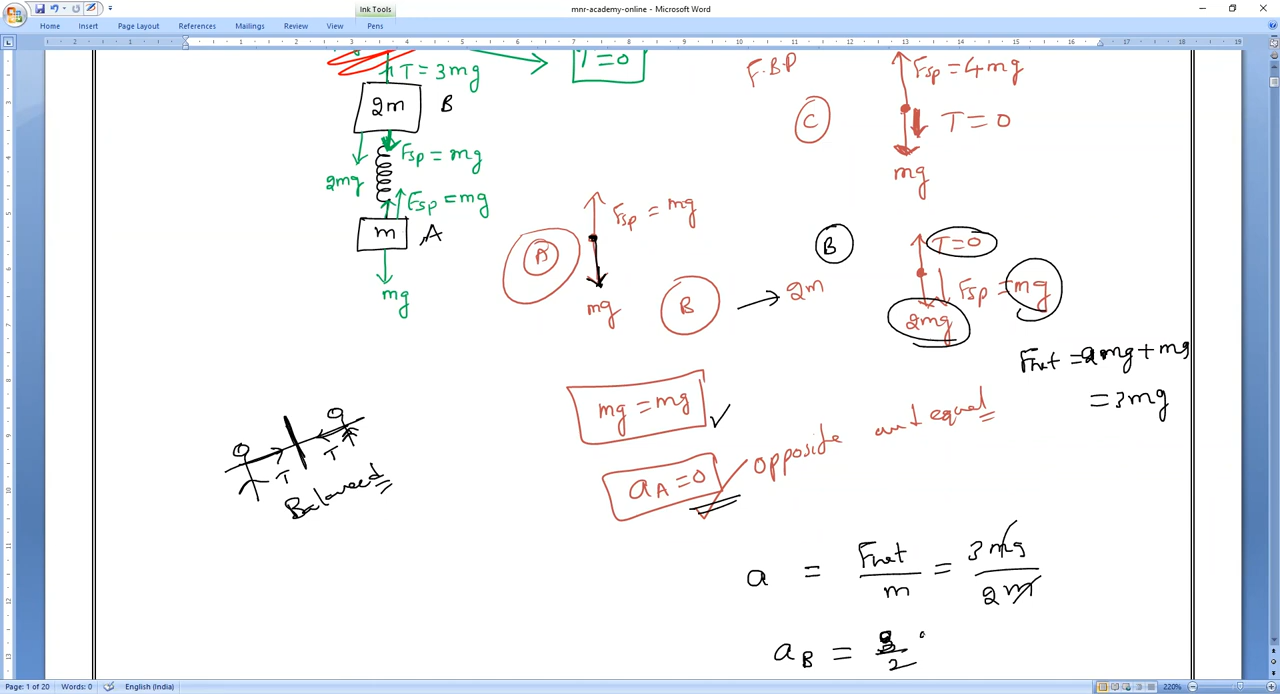 Ink Tools
mnr-academy-online - Microsoft Word
Home Insert Page Layout References Mailings Review View Pens
T = 3mg
2m B
Fsp = mg
2mg
Fsp = mg
m A
mg
T = 0
F.B.D
Fsp = 4mg
C
T = 0
mg
A
Fsp = mg
mg
B → 2m
B
T = 0
Fsp = mg
2mg
Fnet = 2mg + mg
= 3mg
mg = mg
aA = 0
opposite and equal
T T
Balanced
a = Fnet / m = 3mg / 2m
aB = 3 / 2
Page: 1 of 20 Words: 0 English (India) 220%